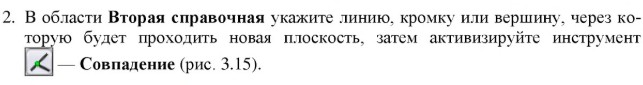 2. В области Вторая справочная укажите линию, кромку или вершину, через ко-
торую будет проходить новая плоскость, затем активизируйте инструмент
— Совпадение (рис. 3.15).